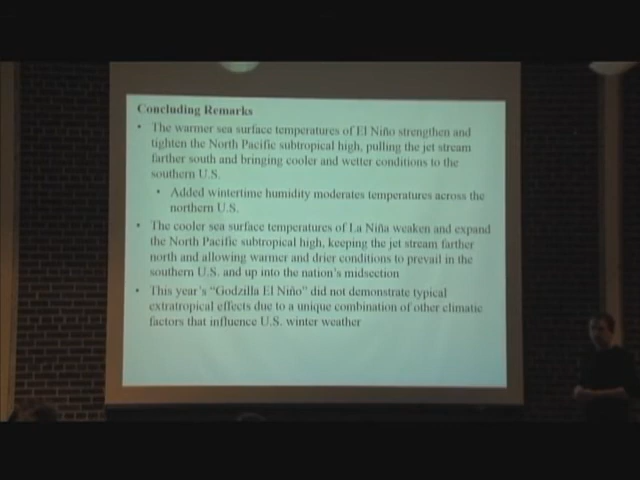 Concluding Remarks
• The warmer sea surface temperatures of El Niño strengthen and
tighten the North Pacific subtropical high, pulling the jet stream
farther south and bringing cooler and wetter conditions to the
southern U.S.
• Added wintertime humidity moderates temperatures across the
northern U.S.
• The cooler sea surface temperatures of La Niña weaken and expand
the North Pacific subtropical high, keeping the jet stream farther
north and allowing warmer and drier conditions to prevail in the
southern U.S. and up into the nation's midsection
• This year's “Godzilla El Niño” did not demonstrate typical
extratropical effects due to a unique combination of other climatic
factors that influence U.S. winter weather